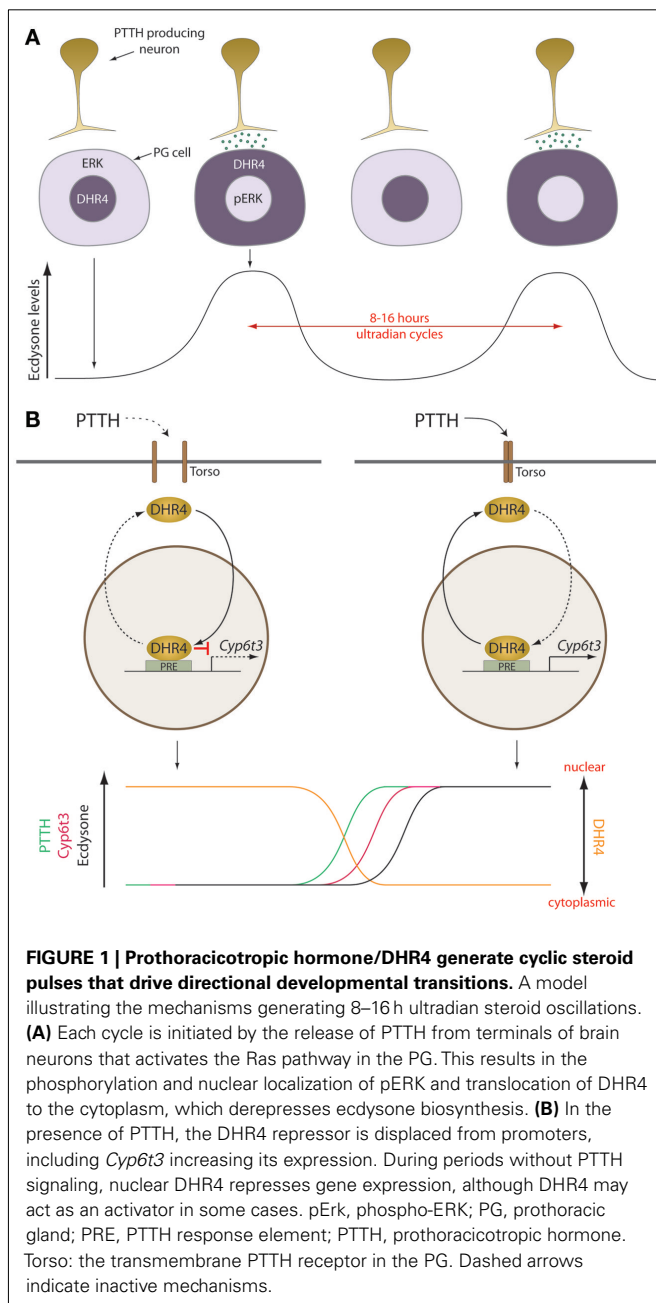 A
PTTH producing
neuron
PG cell
ERK
DHR4
DHR4
pERK
Ecdysone levels
8-16 hours
ultradian cycles
B
PTTH
PTTH
Torso
Torso
DHR4
DHR4
DHR4
Cyp6t3
PRE
DHR4
Cyp6t3
PRE
PTTH
Cyp6t3
Ecdysone
nuclear
DHR4
cytoplasmic
FIGURE 1 | Prothoracicotropic hormone/DHR4 generate cyclic steroid
pulses that drive directional developmental transitions. A model
illustrating the mechanisms generating 8–16 h ultradian steroid oscillations.
(A) Each cycle is initiated by the release of PTTH from terminals of brain
neurons that activates the Ras pathway in the PG. This results in the
phosphorylation and nuclear localization of pERK and translocation of DHR4
to the cytoplasm, which derepresses ecdysone biosynthesis. (B) In the
presence of PTTH, the DHR4 repressor is displaced from promoters,
including Cyp6t3 increasing its expression. During periods without PTTH
signaling, nuclear DHR4 represses gene expression, although DHR4 may
act as an activator in some cases. pErk, phospho-ERK; PG, prothoracic
gland; PRE, PTTH response element; PTTH, prothoracicotropic hormone.
Torso: the transmembrane PTTH receptor in the PG. Dashed arrows
indicate inactive mechanisms.